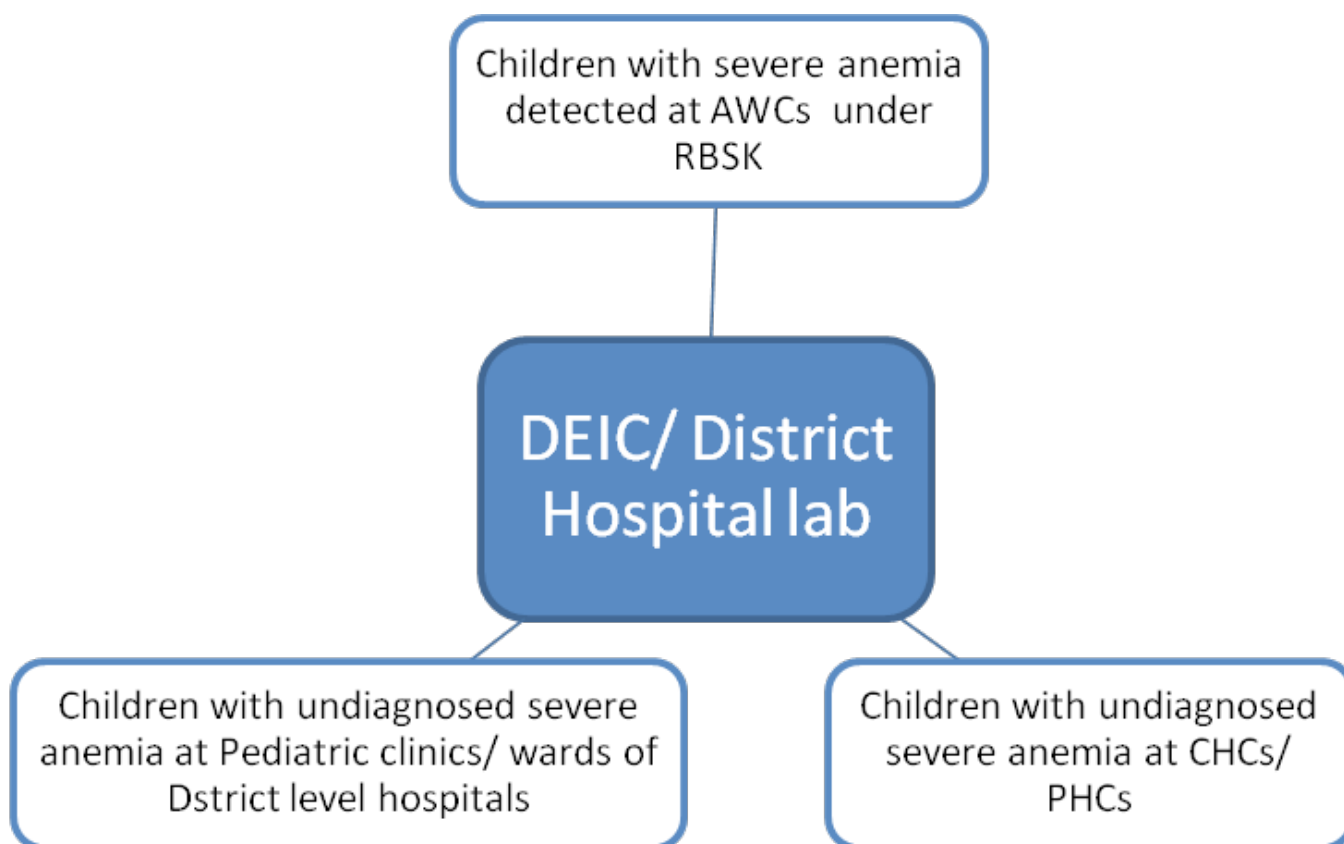 Children with severe anemia
detected at AWCs under
RBSK
DEIC/ District
Hospital lab
Children with undiagnosed severe
anemia at Pediatric clinics/ wards of
Dstrict level hospitals
Children with undiagnosed
severe anemia at CHCs/
PHCs